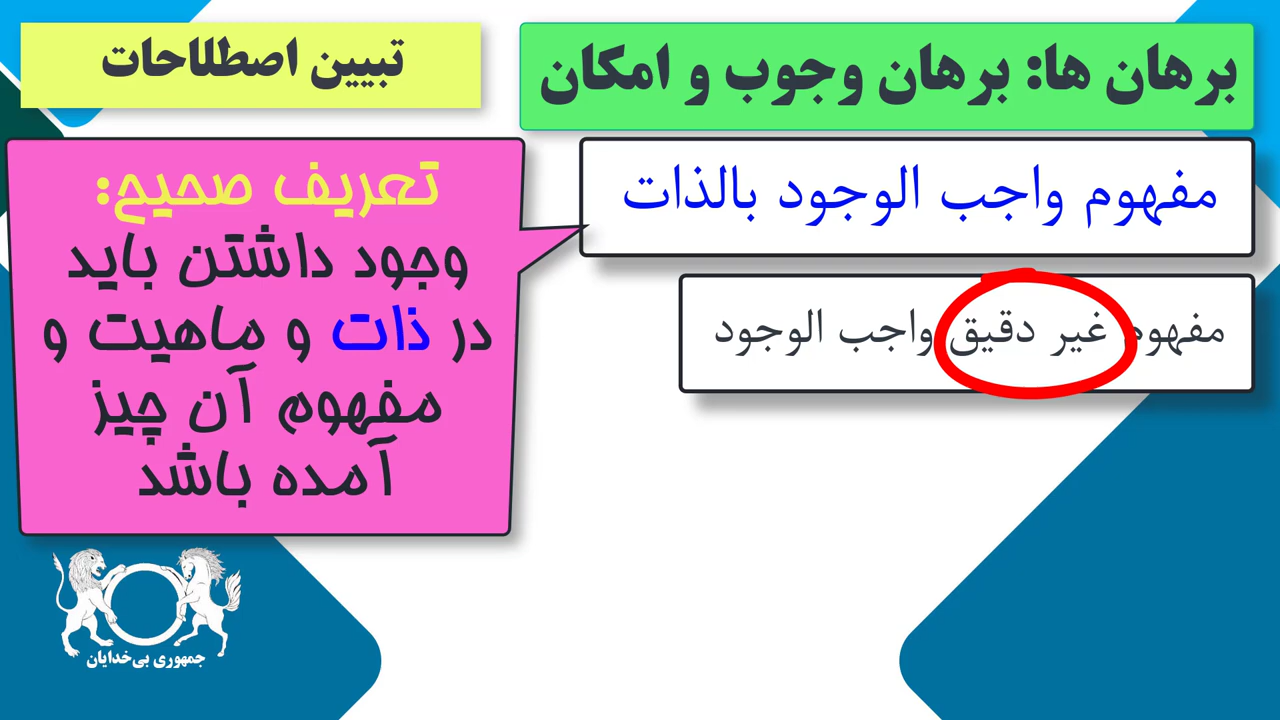 برهان ها: برهان وجوب و امکان
تبیین اصطلاحات
مفهوم واجب الوجود بالذات
مفهوم غیر دقیق واجب الوجود
تعریف صحیح:
وجود داشتن باید
در ذات و ماهیت و
مفهوم آن چیز
آمده باشد
جمهوری بی‌خدایان